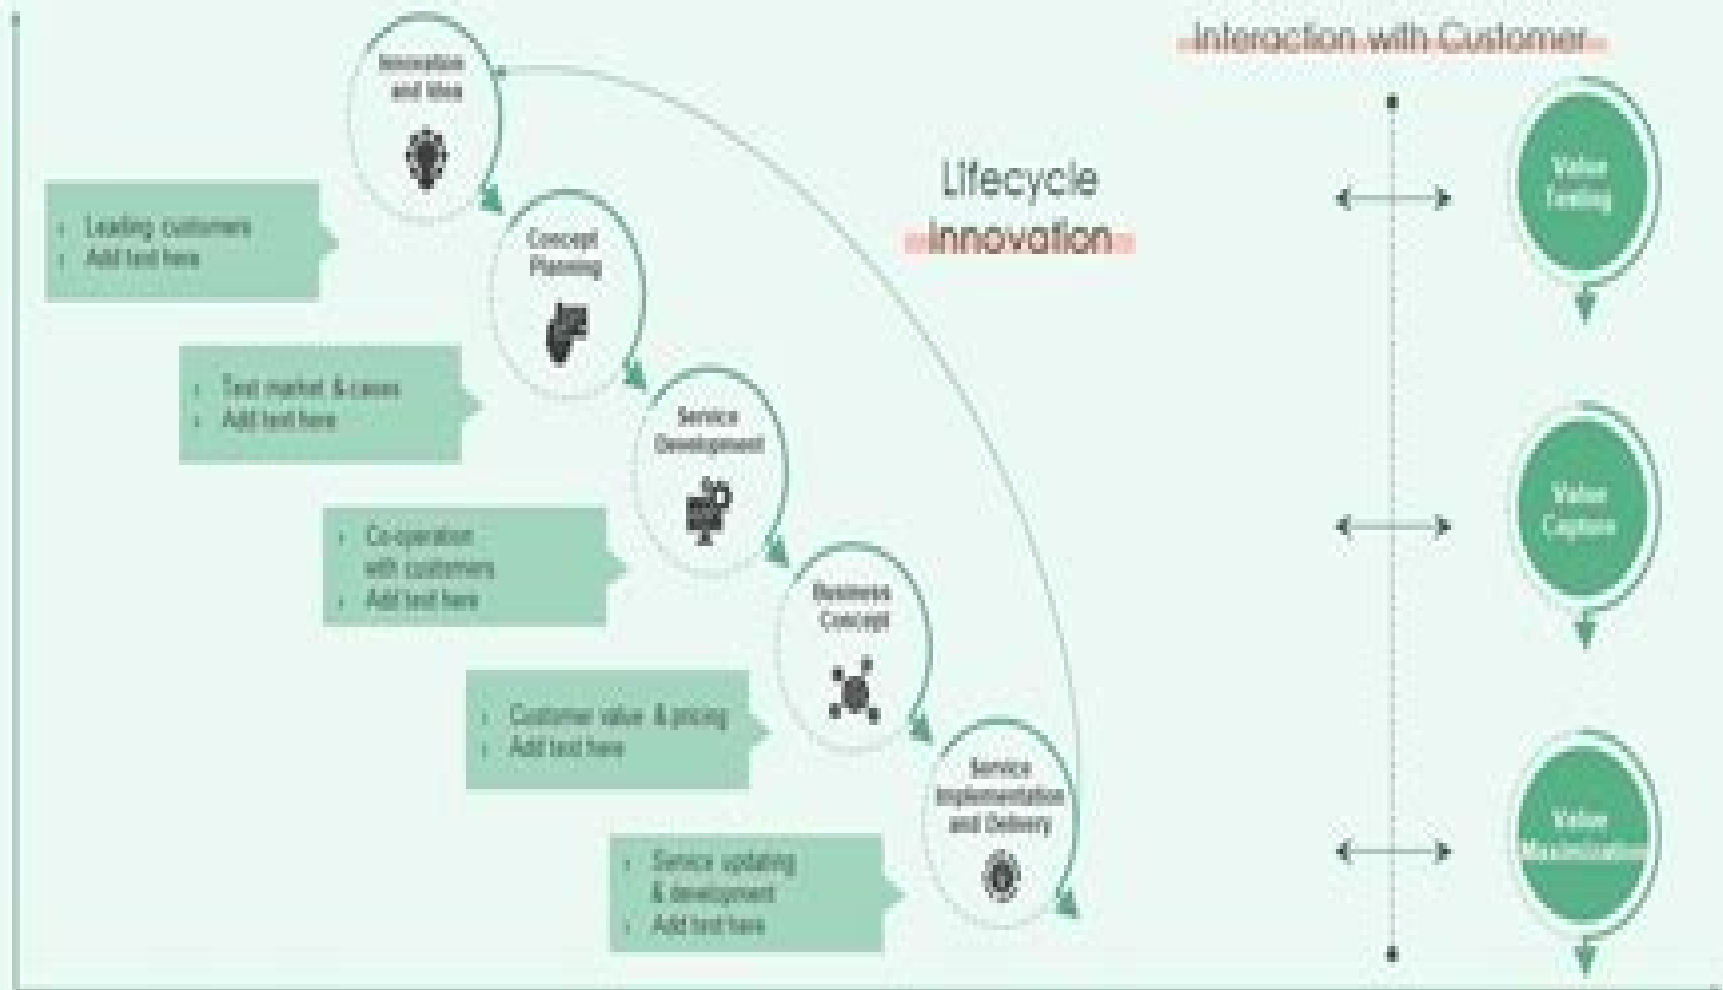 Interaction with Customer
Innovation
and Idea
Lifecycle
Innovation
Value
Testing
Leading customers
Add text here
Concept
Planning
Test market & cases
Add text here
Service
Development
Value
Capture
Co-operation
with customers
Add text here
Business
Concept
Customer value & pricing
Add text here
Service
Implementation
and Delivery
Value
Maximization
Service updating
& development
Add text here